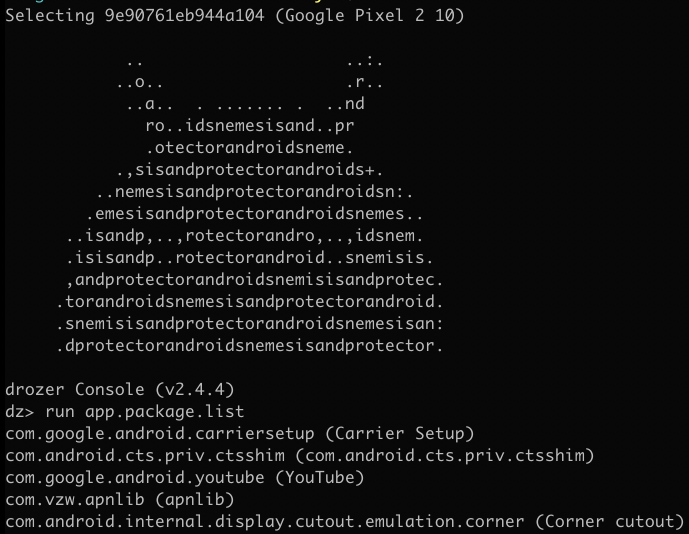 Selecting 9e90761eb944a104 (Google Pixel 2 10)
            ..                    ..:.
           ..o..                  .r..
            ..a..  . ....... .  ..nd
              ro..idsnemesisand..pr
              .otectorandroidsneme.
           .,sisandprotectorandroids+.
         ..nemesisandprotectorandroidsn:.
        .emesisandprotectorandroidsnemes..
      ..isandp,..,rotectorandro,..,idsnem.
      .isisandp..rotectorandroid..snemisis.
      ,andprotectorandroidsnemisisandprotec.
     .torandroidsnemesisandprotectorandroid.
     .snemisisandprotectorandroidsnemesisan:
     .dprotectorandroidsnemesisandprotector.
drozer Console (v2.4.4)
dz> run app.package.list
com.google.android.carriersetup (Carrier Setup)
com.android.cts.priv.ctsshim (com.android.cts.priv.ctsshim)
com.google.android.youtube (YouTube)
com.vzw.apnlib (apnlib)
com.android.internal.display.cutout.emulation.corner (Corner cutout)